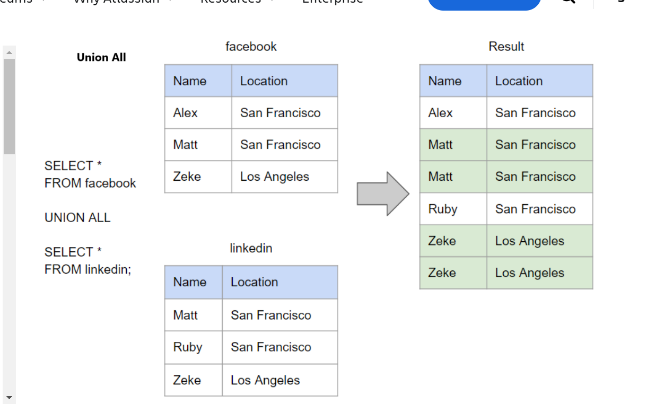 Why Atlassian
Resources
Enterprise
Union All
SELECT *
FROM facebook
UNION ALL
SELECT *
FROM linkedin;
facebook
Name Location
Alex San Francisco
Matt San Francisco
Zeke Los Angeles
linkedin
Name Location
Matt San Francisco
Ruby San Francisco
Zeke Los Angeles
Result
Name Location
Alex San Francisco
Matt San Francisco
Matt San Francisco
Ruby San Francisco
Zeke Los Angeles
Zeke Los Angeles